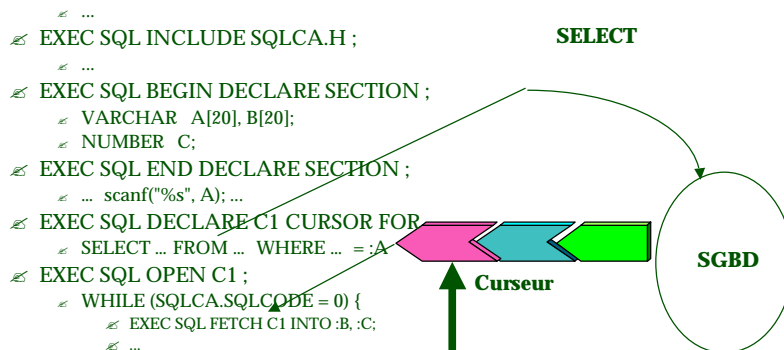 ...
EXEC SQL INCLUDE SQLCA.H ;
SELECT
...
EXEC SQL BEGIN DECLARE SECTION ;
VARCHAR A[20], B[20];
NUMBER C;
EXEC SQL END DECLARE SECTION ;
... scanf("%s", A); ...
EXEC SQL DECLARE C1 CURSOR FOR
SELECT ... FROM ... WHERE ... = :A
SGBD
EXEC SQL OPEN C1 ;
Curseur
WHILE (SQLCA.SQLCODE = 0) {
EXEC SQL FETCH C1 INTO :B, :C;
...